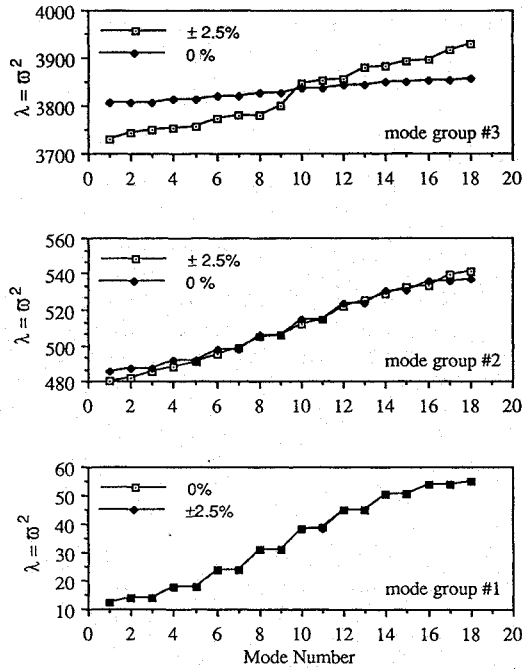 4000
± 2.5%
0 %
3900
λ = ϖ²
3800
mode group #3
3700
0 2 4 6 8 10 12 14 16 18 20
560
± 2.5%
540
0 %
λ = ϖ²
520
500
mode group #2
480
0 2 4 6 8 10 12 14 16 18 20
60
0%
50
±2.5%
40
λ = ϖ²
30
20
mode group #1
10
0 2 4 6 8 10 12 14 16 18 20
Mode Number